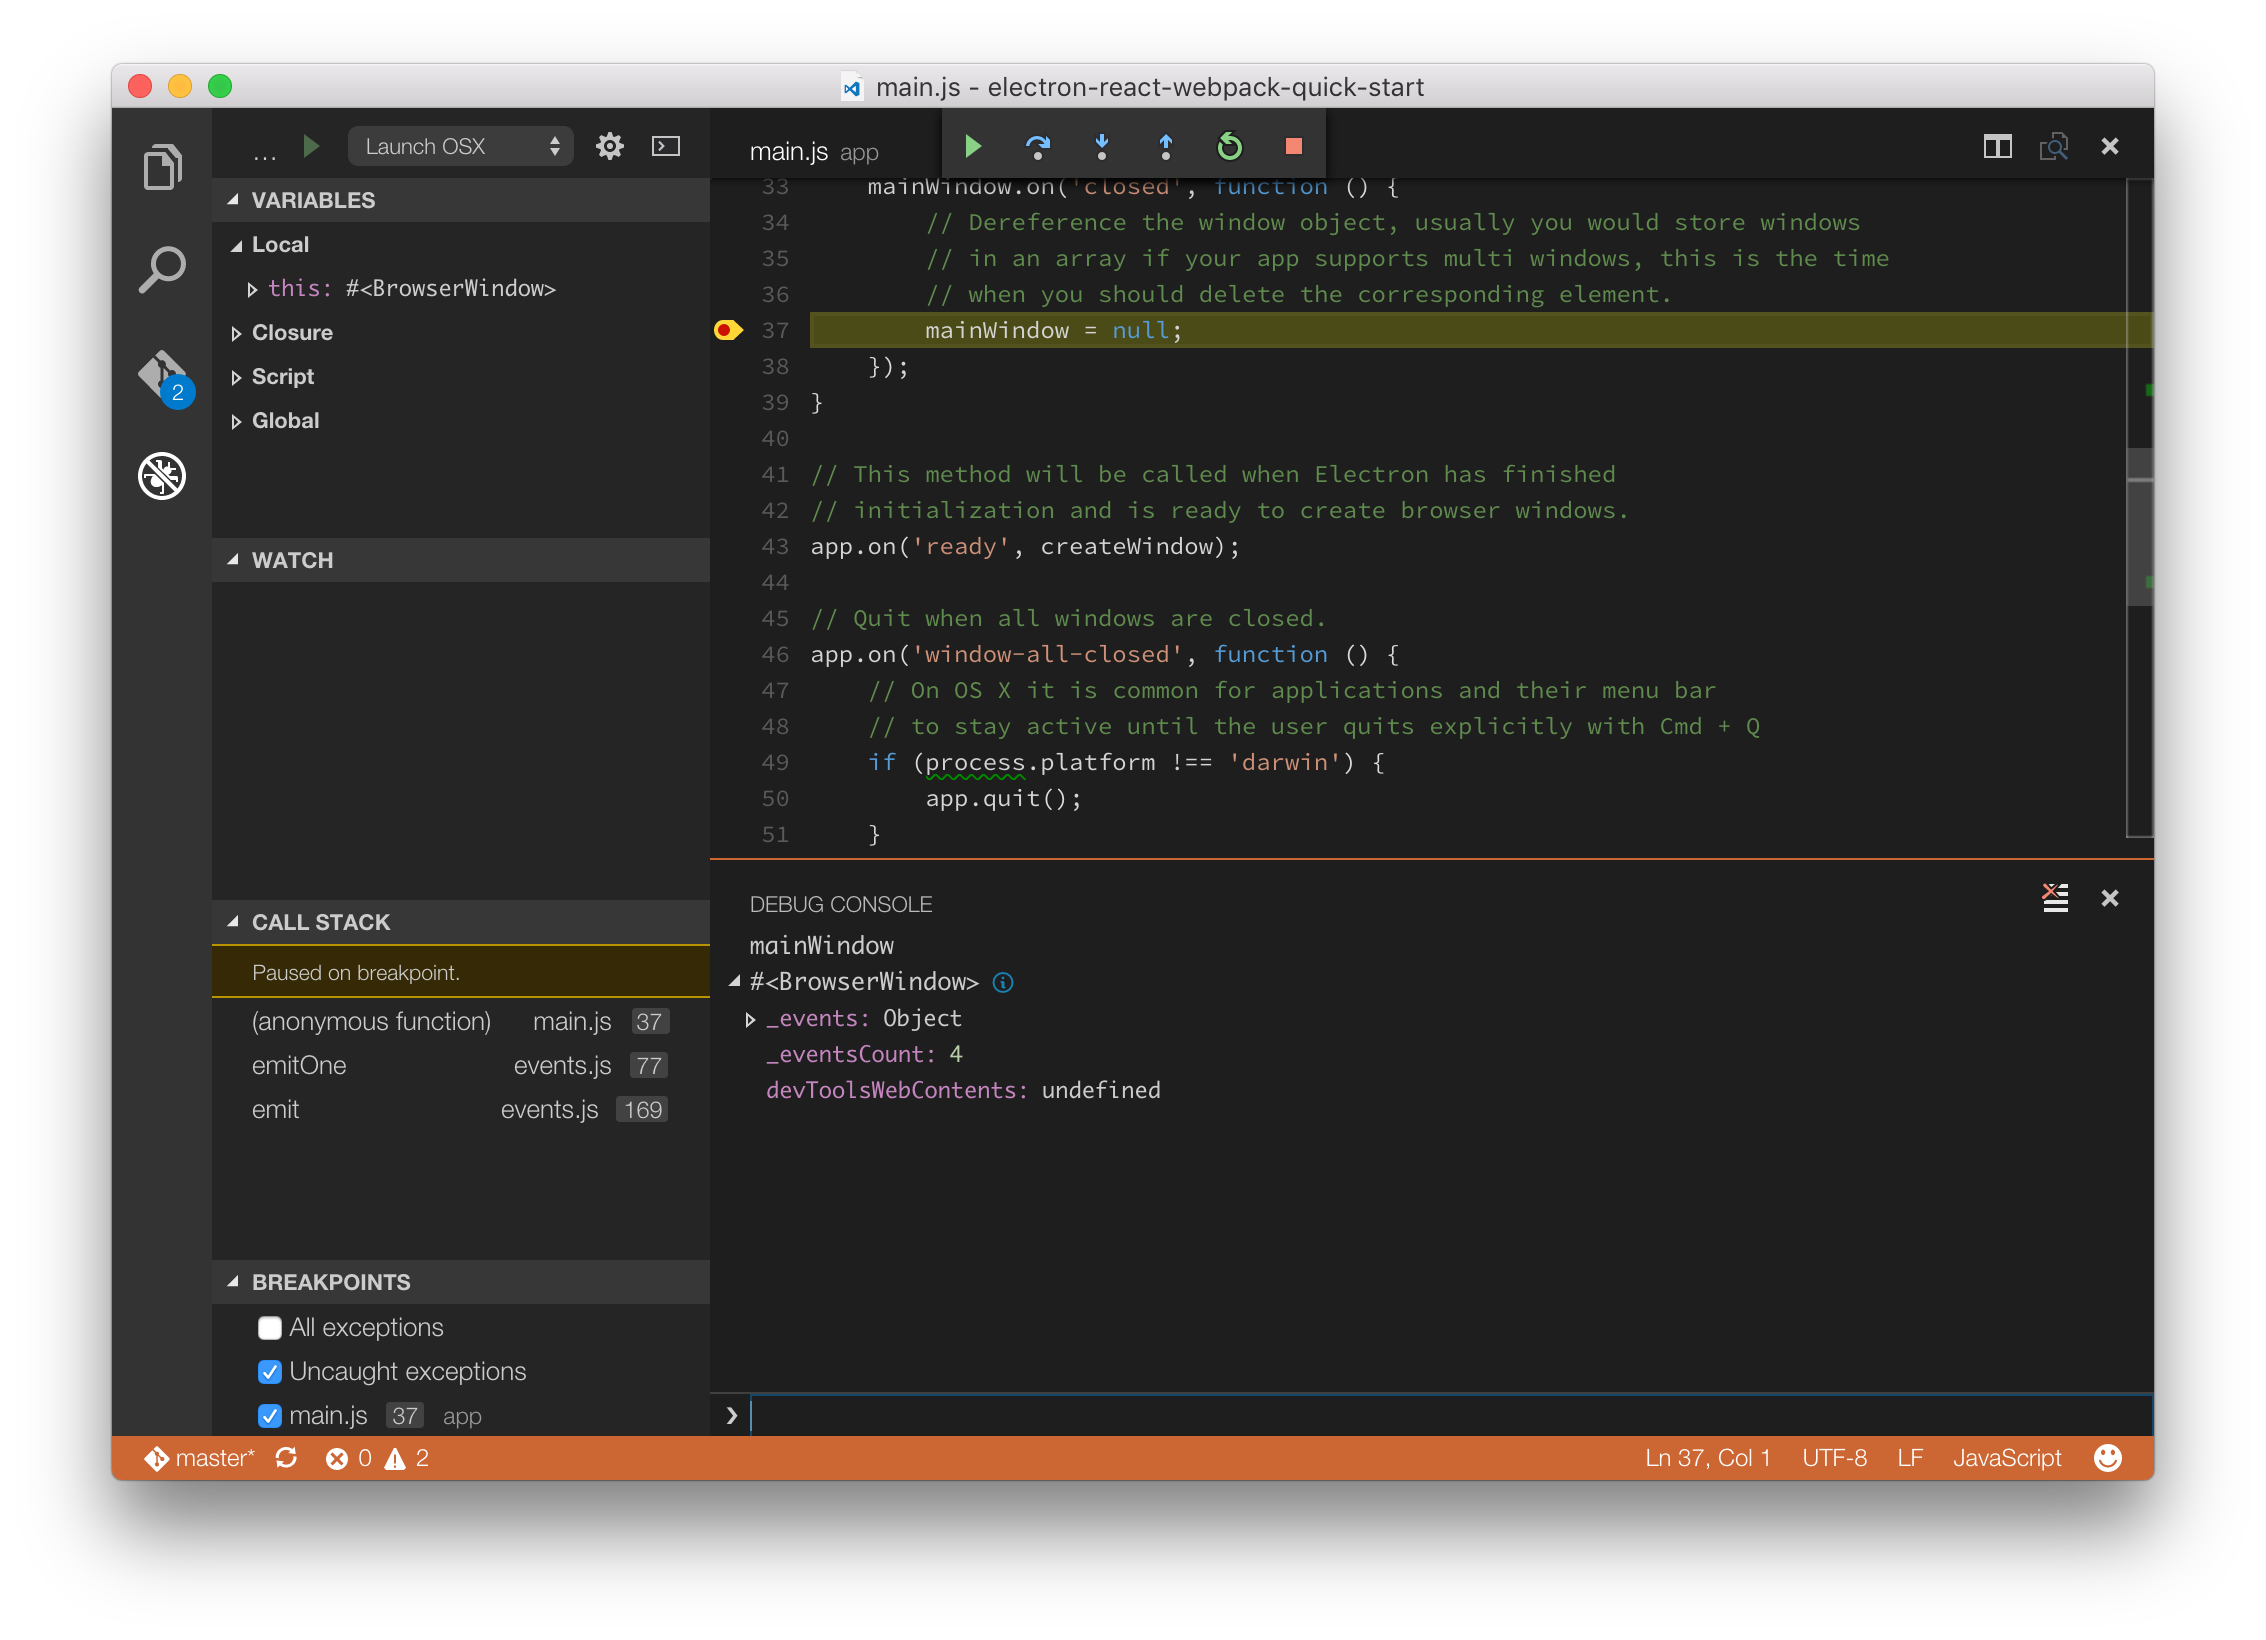 main.js - electron-react-webpack-quick-start
... Launch OSX
VARIABLES
Local
this: #<BrowserWindow>
Closure
Script
Global
2
WATCH
CALL STACK
Paused on breakpoint.
(anonymous function) main.js 37
emitOne events.js 77
emit events.js 169
BREAKPOINTS
All exceptions
Uncaught exceptions
main.js 37 app
main.js app
33 mainWindow.on('closed', function () {
34 // Dereference the window object, usually you would store windows
35 // in an array if your app supports multi windows, this is the time
36 // when you should delete the corresponding element.
37 mainWindow = null;
38 });
39 }
40
41 // This method will be called when Electron has finished
42 // initialization and is ready to create browser windows.
43 app.on('ready', createWindow);
44
45 // Quit when all windows are closed.
46 app.on('window-all-closed', function () {
47 // On OS X it is common for applications and their menu bar
48 // to stay active until the user quits explicitly with Cmd + Q
49 if (process.platform !== 'darwin') {
50 app.quit();
51 }
DEBUG CONSOLE
mainWindow
#<BrowserWindow>
_events: Object
_eventsCount: 4
devToolsWebContents: undefined
master* 0 2 Ln 37, Col 1 UTF-8 LF JavaScript